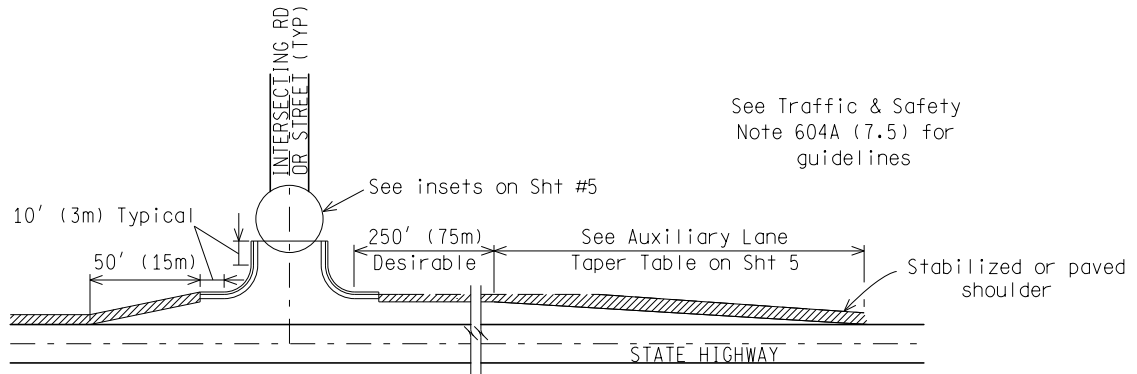 INTERSECTING RD
OR STREET (TYP)
See Traffic & Safety
Note 604A (7.5) for
guidelines
See insets on Sht #5
10' (3m) Typical
50' (15m)
250' (75m)
Desirable
See Auxiliary Lane
Taper Table on Sht 5
Stabilized or paved
shoulder
STATE HIGHWAY